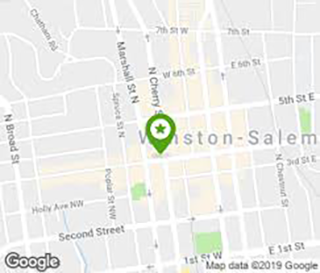 7th St W
7th St E
Chatham Rd
W 6th St
E 6th St
Marshall St N
N Cherry S
5th St E
Spruce St N
N Broad St
Winston-Salem
3rd St E
N Chestnut St
Poplar St NW
Holly Ave NW
Second Street
1st St W
E 1st St
Google
Map data ©2019 Google